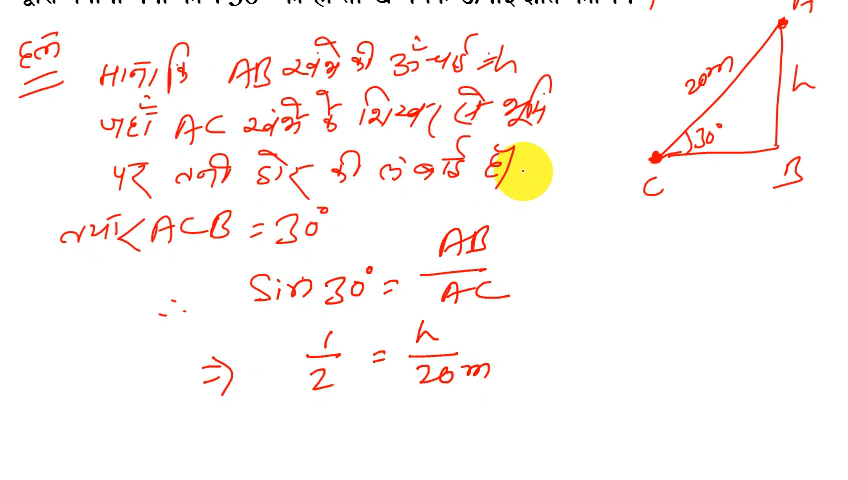 हल
माना कि AB खंभे की ऊँचाई = h
जहाँ AC खंभे के शिखर से भूमि
पर तनी डोर की लंबाई है।
तथा ∠ACB = 30°
∴ Sin 30° = AB/AC
⇒ 1/2 = h/20m
A
20m
h
30°
C
B